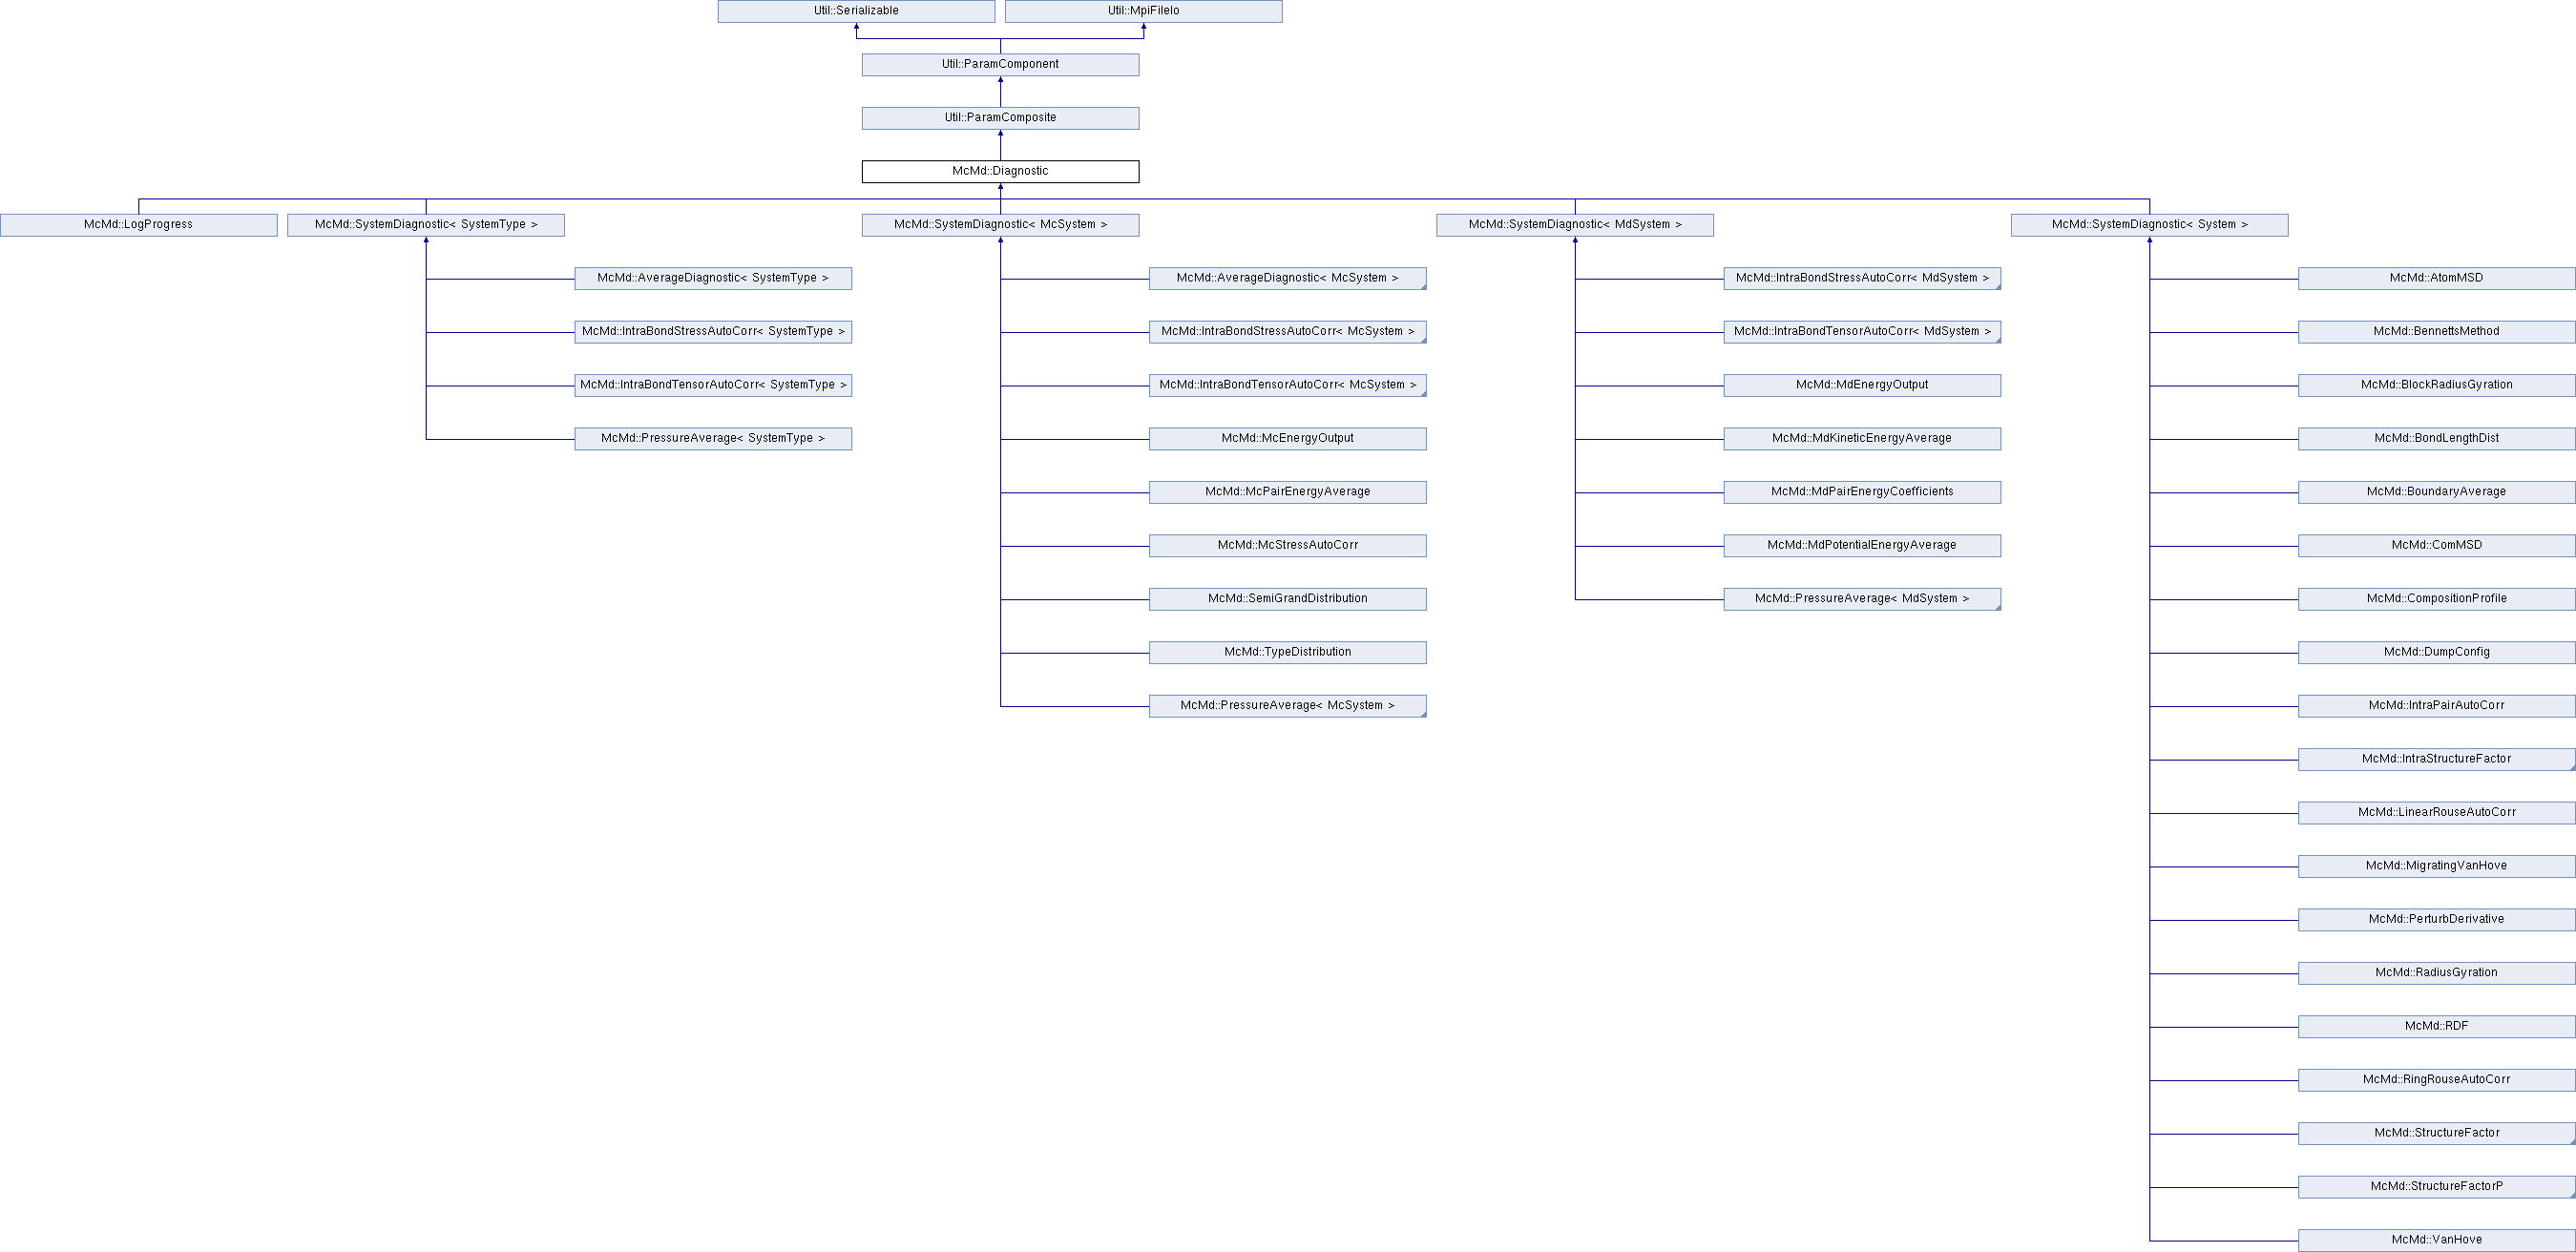 Util::Serializable
Util::MpiFileIo
Util::ParamComponent
Util::ParamComposite
McMd::Diagnostic
McMd::LogProgress
McMd::SystemDiagnostic< SystemType >
McMd::SystemDiagnostic< McSystem >
McMd::SystemDiagnostic< MdSystem >
McMd::SystemDiagnostic< System >
McMd::AverageDiagnostic< SystemType >
McMd::IntraBondStressAutoCorr< SystemType >
McMd::IntraBondTensorAutoCorr< SystemType >
McMd::PressureAverage< SystemType >
McMd::AverageDiagnostic< McSystem >
McMd::IntraBondStressAutoCorr< McSystem >
McMd::IntraBondTensorAutoCorr< McSystem >
McMd::McEnergyOutput
McMd::McPairEnergyAverage
McMd::McStressAutoCorr
McMd::SemiGrandDistribution
McMd::TypeDistribution
McMd::PressureAverage< McSystem >
McMd::IntraBondStressAutoCorr< MdSystem >
McMd::IntraBondTensorAutoCorr< MdSystem >
McMd::MdEnergyOutput
McMd::MdKineticEnergyAverage
McMd::MdPairEnergyCoefficients
McMd::MdPotentialEnergyAverage
McMd::PressureAverage< MdSystem >
McMd::AtomMSD
McMd::BennettsMethod
McMd::BlockRadiusGyration
McMd::BondLengthDist
McMd::BoundaryAverage
McMd::ComMSD
McMd::CompositionProfile
McMd::DumpConfig
McMd::IntraPairAutoCorr
McMd::IntraStructureFactor
McMd::LinearRouseAutoCorr
McMd::MigratingVanHove
McMd::PerturbDerivative
McMd::RadiusGyration
McMd::RDF
McMd::RingRouseAutoCorr
McMd::StructureFactor
McMd::StructureFactorP
McMd::VanHove